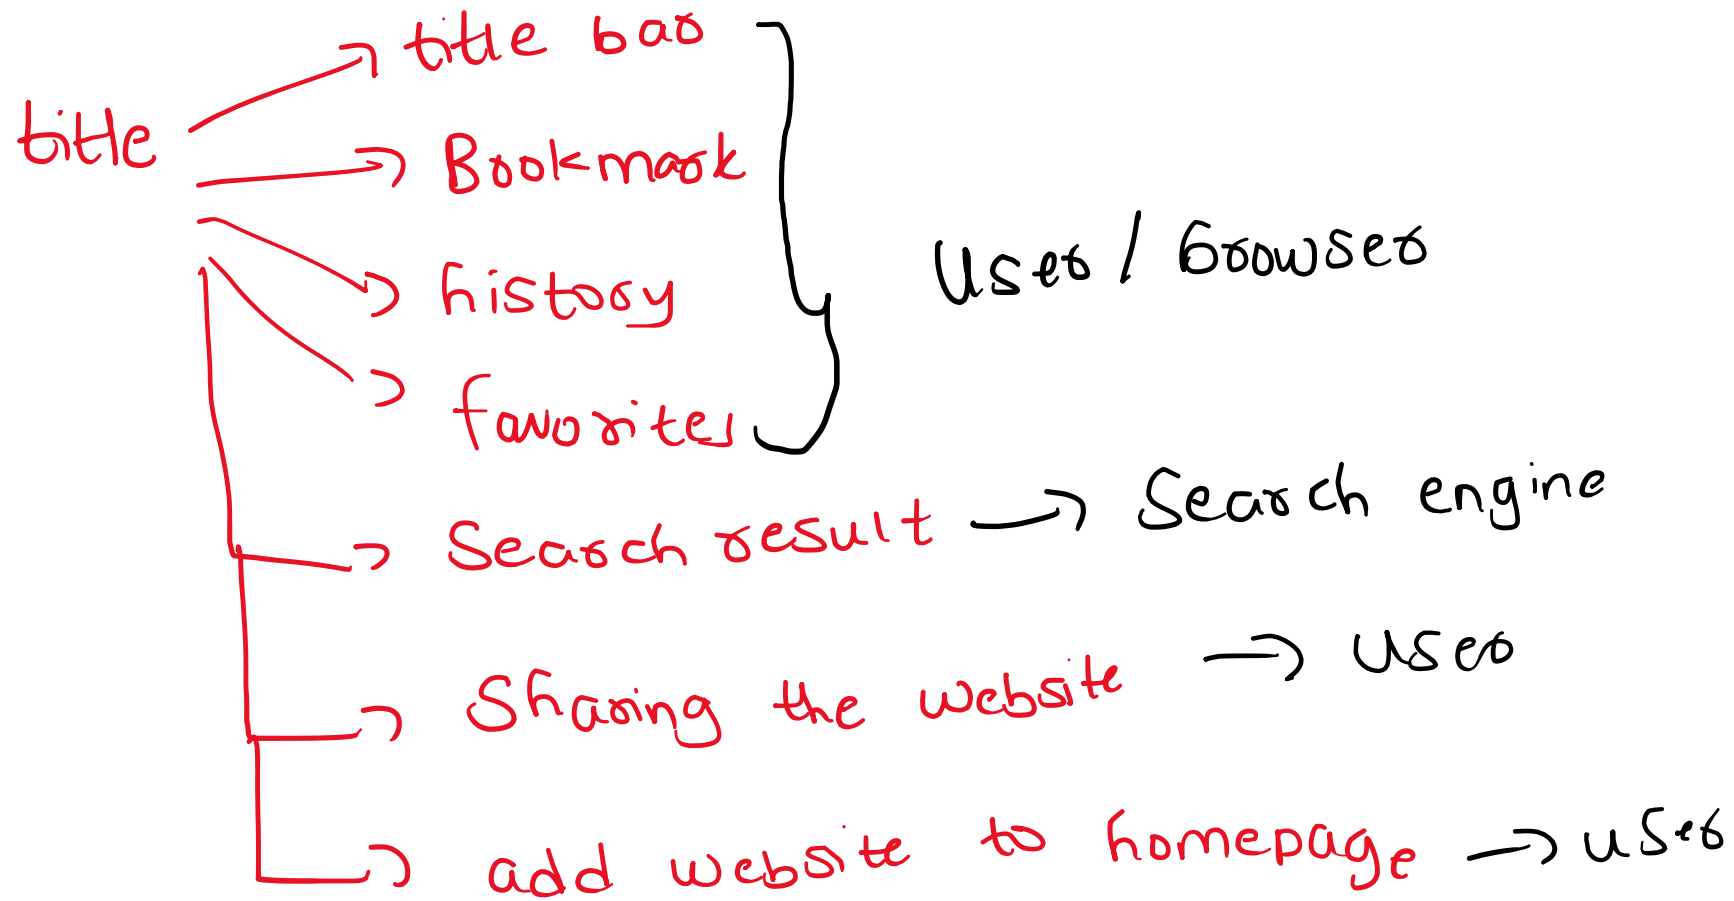 title
title bar
Bookmark
history
favorites
user / browser
Search result → Search engine
Sharing the website → user
add website to homepage → user